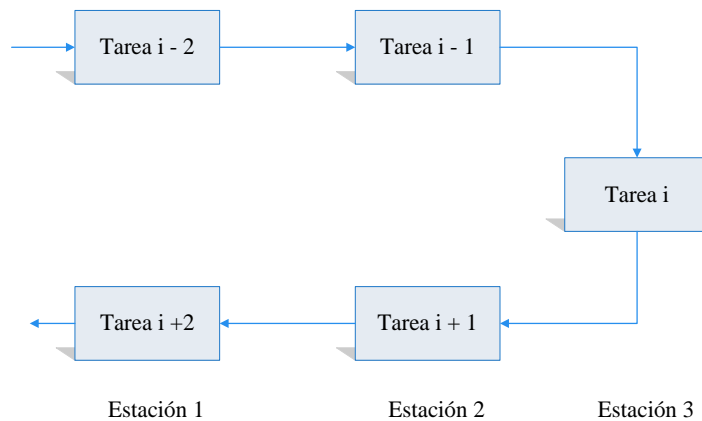 Tarea i - 2
Tarea i - 1
Tarea i
Tarea i +2
Tarea i + 1
Estación 1
Estación 2
Estación 3